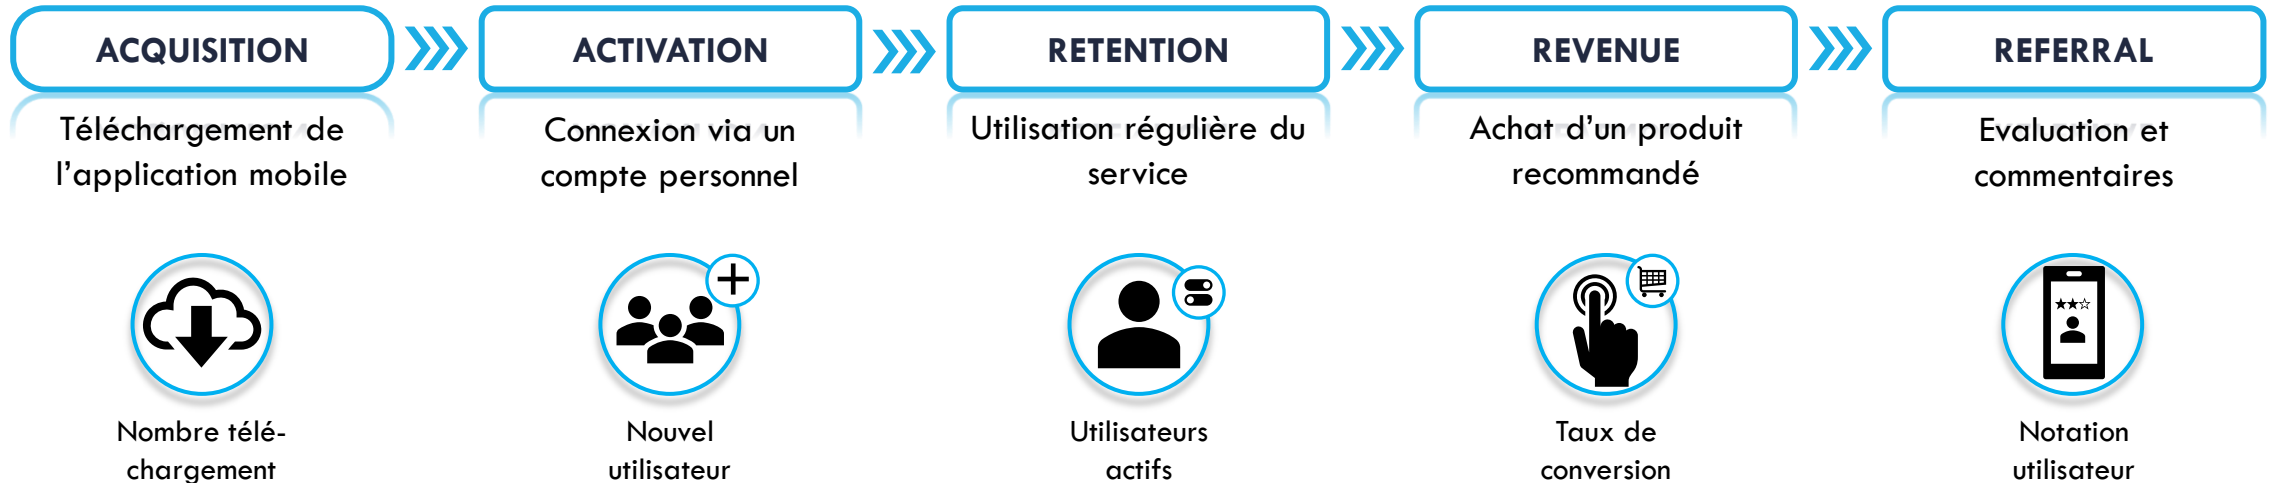 ACQUISITION
ACTIVATION
RETENTION
REVENUE
REFERRAL
Téléchargement de
l'application mobile
Connexion via un
compte personnel
Utilisation régulière du
service
Achat d'un produit
recommandé
Evaluation et
commentaires
Nombre télé-
chargement
Nouvel
utilisateur
Utilisateurs
actifs
Taux de
conversion
Notation
utilisateur